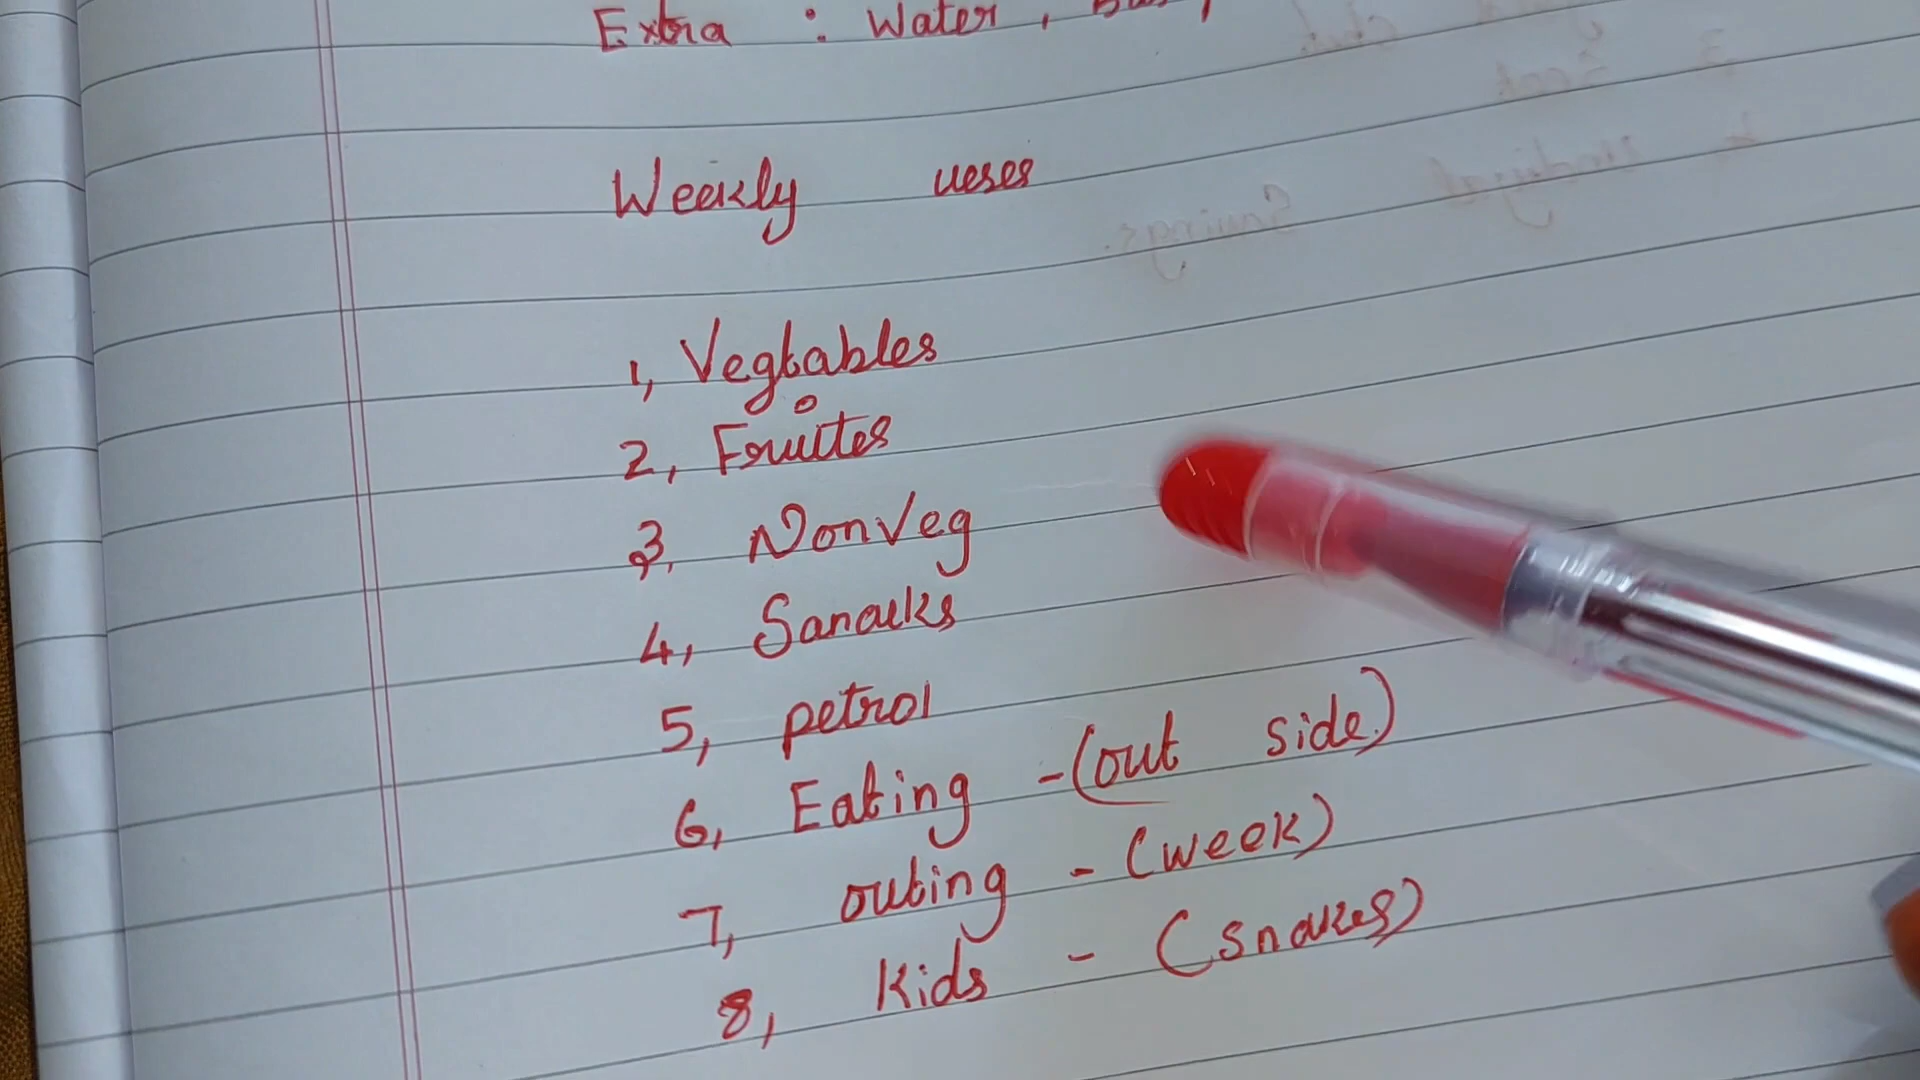 Extra : Water ,
Weekly ueses
1, Vegtables
2, Fruites
3, NonVeg
4, Sanacks
5, petrol
6, Eating - (out side)
7, outing - (week)
8, Kids - (snakes)